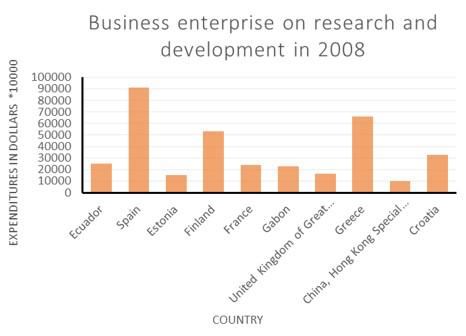 Business enterprise on research and
development in 2008
EXPENDITURES IN DOLLARS *10000
100000
90000
80000
70000
60000
50000
40000
30000
20000
10000
0
Ecuador
Spain
Estonia
Finland
France
Gabon
United Kingdom of Great...
Greece
China, Hong Kong Special...
Croatia
COUNTRY